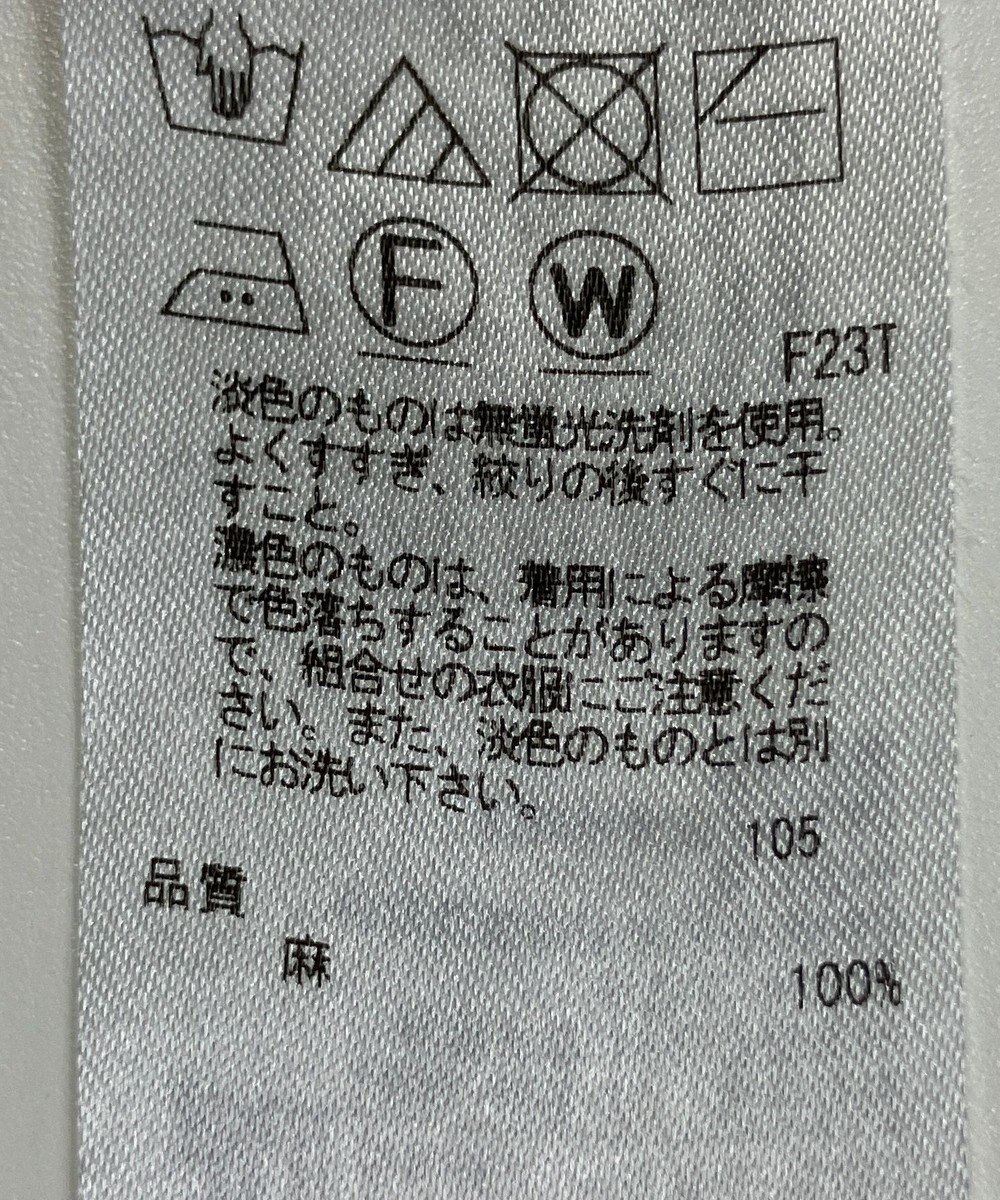 F
W
F23T
淡色のものは無蛍光洗剤を使用。
よくすすぎ、絞りの後すぐに干
すこと。
濃色のものは、着用による摩擦
で色落ちすることがありますの
で、組合せの衣服にご注意くだ
さい。また、淡色のものとは別
にお洗い下さい。
105
品質
麻 100%